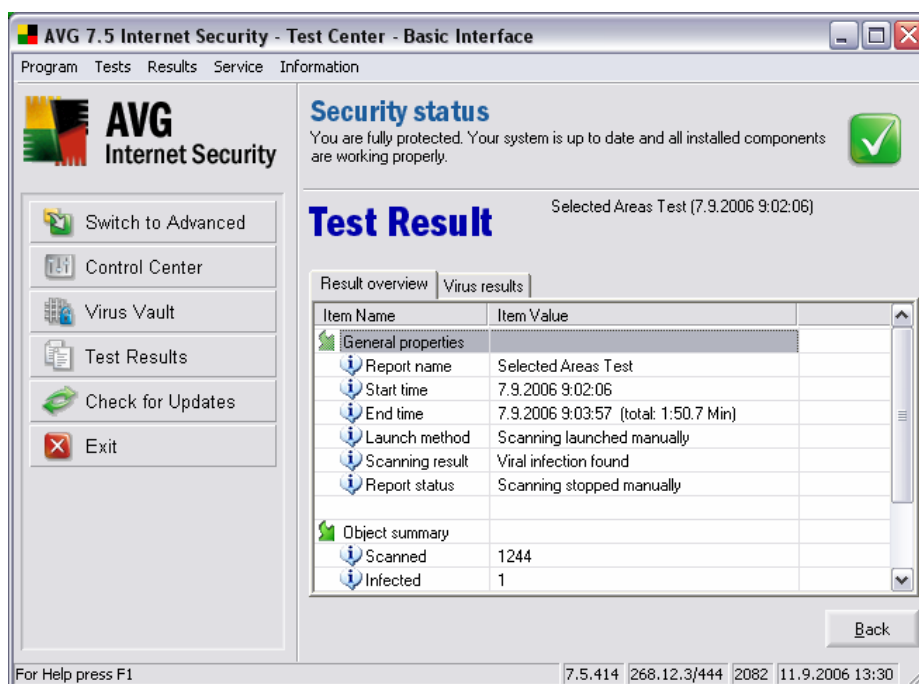 AVG 7.5 Internet Security - Test Center - Basic Interface
Program Tests Results Service Information
AVG
Internet Security
Switch to Advanced
Control Center
Virus Vault
Test Results
Check for Updates
Exit
Security status
You are fully protected. Your system is up to date and all installed components
are working properly.
Test Result
Selected Areas Test (7.9.2006 9:02:06)
Result overview Virus results
Item Name Item Value
General properties
Report name Selected Areas Test
Start time 7.9.2006 9:02:06
End time 7.9.2006 9:03:57 (total: 1:50.7 Min)
Launch method Scanning launched manually
Scanning result Viral infection found
Report status Scanning stopped manually
Object summary
Scanned 1244
Infected 1
Back
For Help press F1 7.5.414 268.12.3/444 2082 11.9.2006 13:30